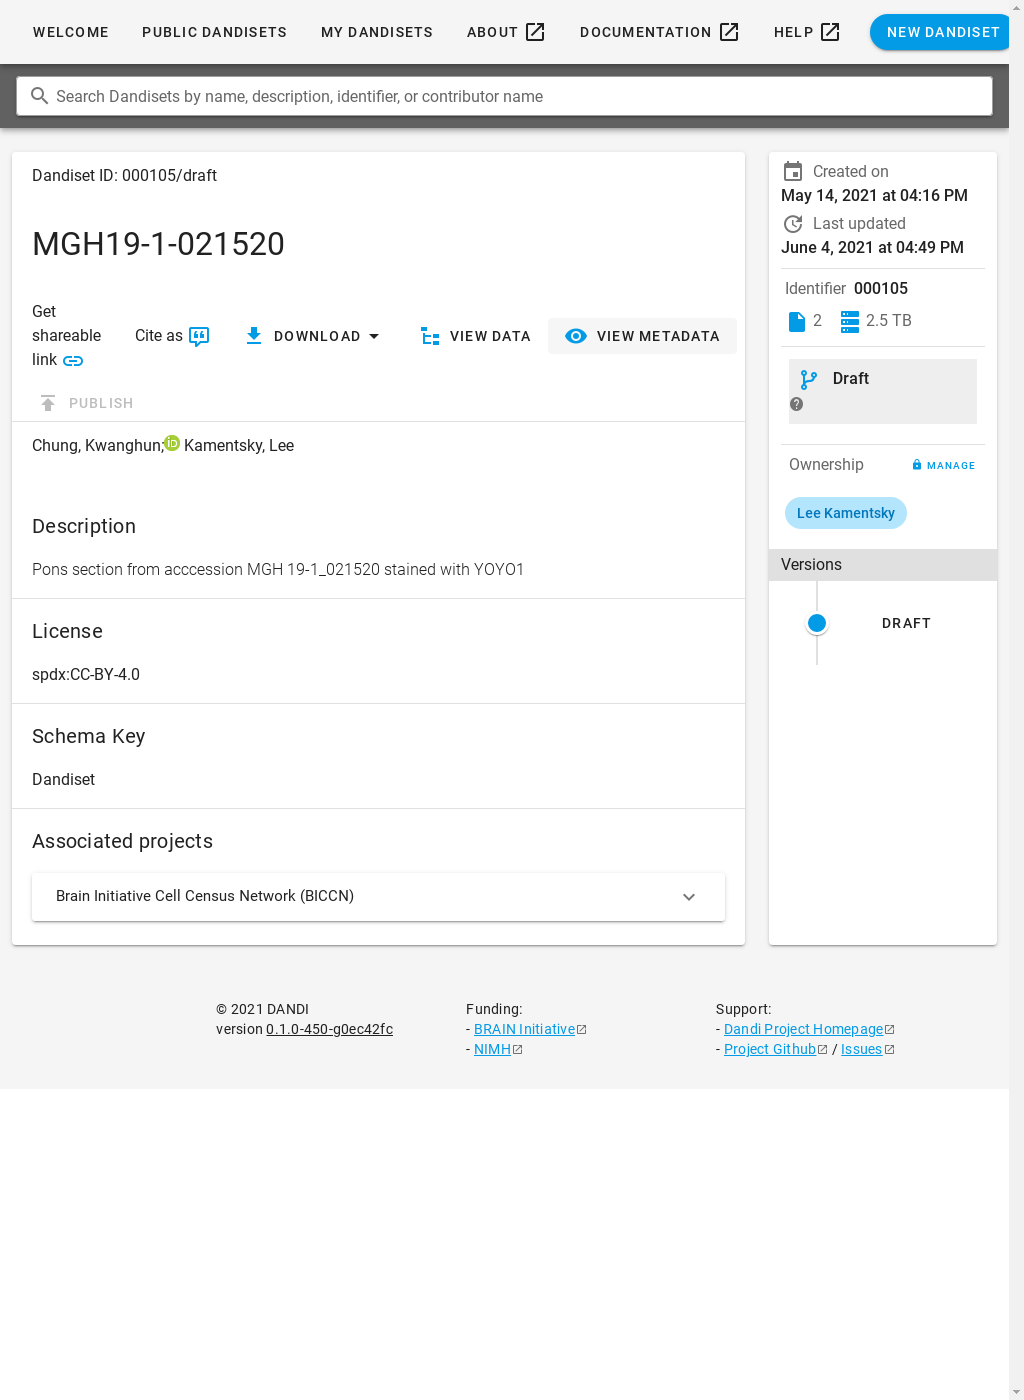 WELCOME PUBLIC DANDISETS MY DANDISETS ABOUT DOCUMENTATION HELP NEW DANDISET
Search Dandisets by name, description, identifier, or contributor name
Dandiset ID: 000105/draft
MGH19-1-021520
Get
shareable
link
Cite as
DOWNLOAD
VIEW DATA
VIEW METADATA
PUBLISH
Chung, Kwanghun; iD Kamentsky, Lee
Description
Pons section from acccession MGH 19-1_021520 stained with YOYO1
License
spdx:CC-BY-4.0
Schema Key
Dandiset
Associated projects
Brain Initiative Cell Census Network (BICCN)
Created on
May 14, 2021 at 04:16 PM
Last updated
June 4, 2021 at 04:49 PM
Identifier 000105
2 2.5 TB
Draft
?
Ownership MANAGE
Lee Kamentsky
Versions
DRAFT
© 2021 DANDI
version 0.1.0-450-g0ec42fc
Funding:
- BRAIN Initiative
- NIMH
Support:
- Dandi Project Homepage
- Project Github / Issues